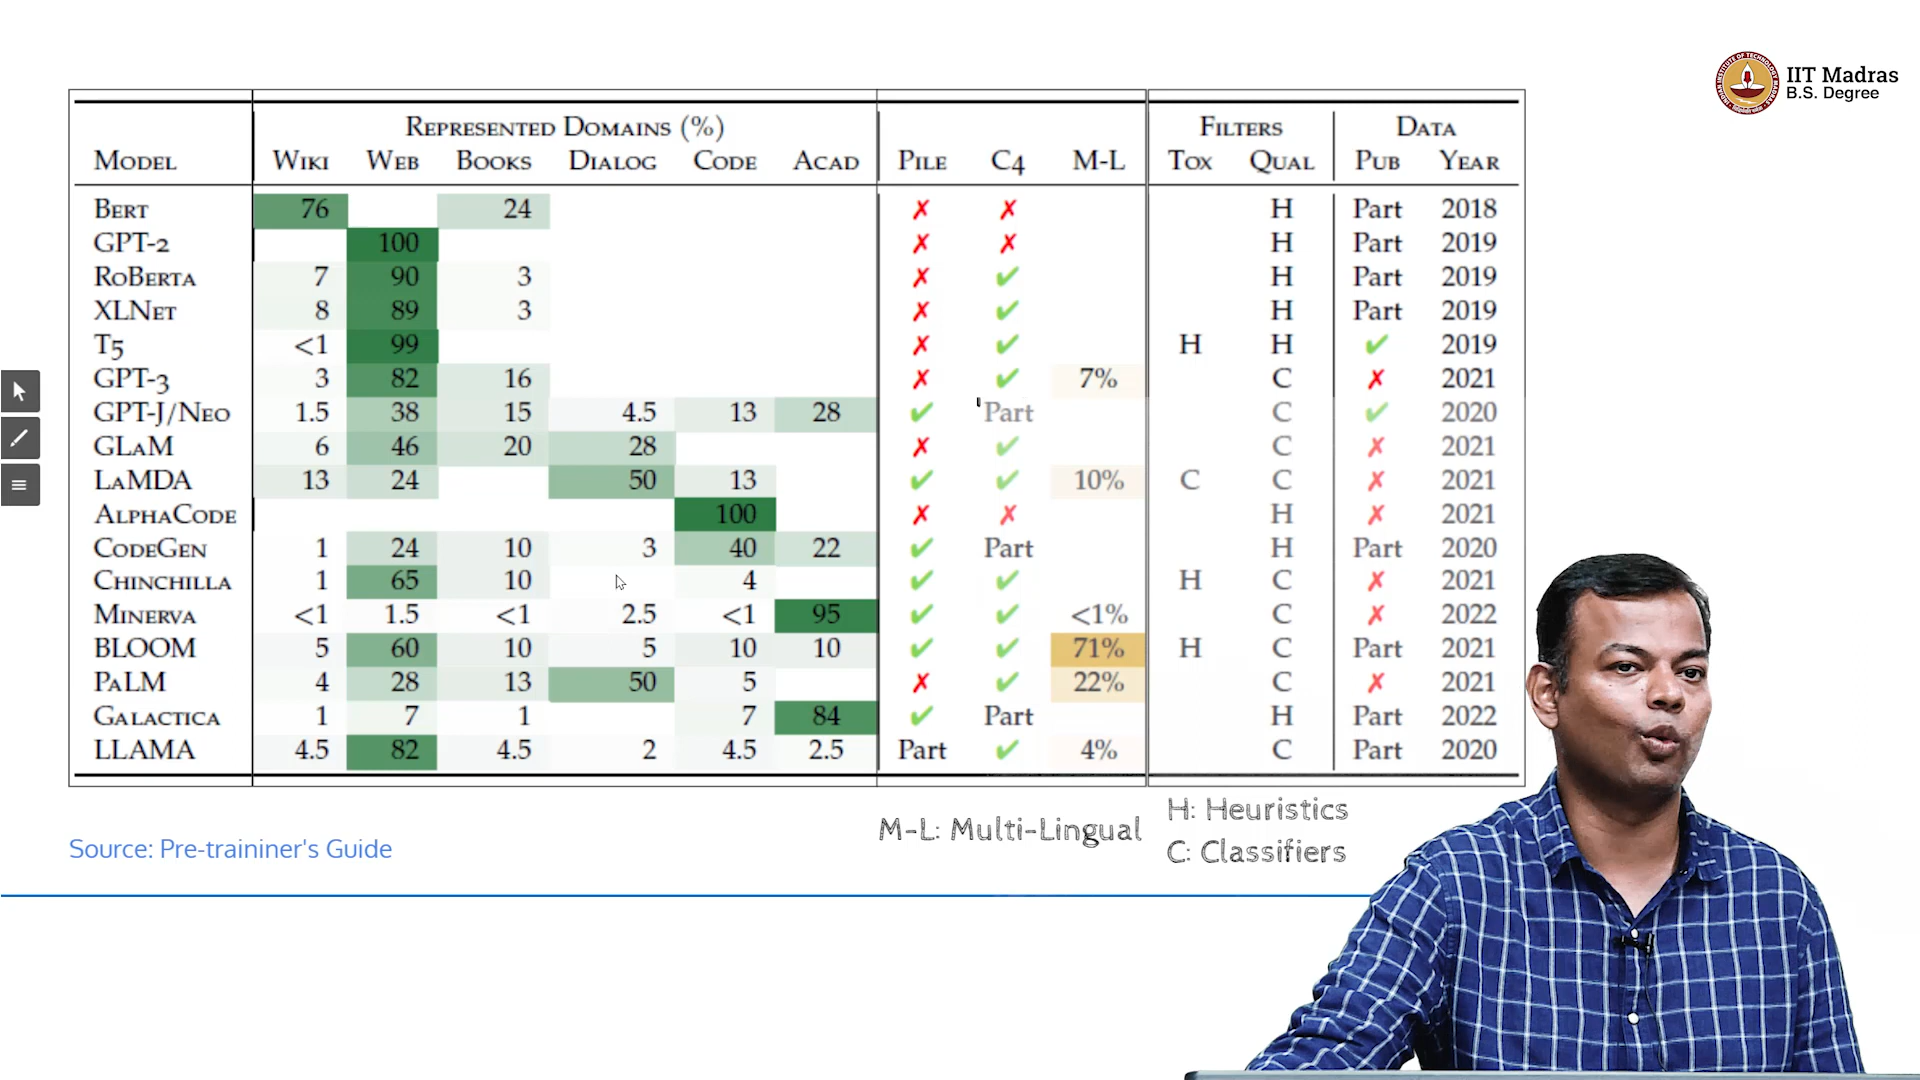 IIT Madras
B.S. Degree
REPRESENTED DOMAINS (%) FILTERS DATA
MODEL WIKI WEB BOOKS DIALOG CODE ACAD PILE C4 M-L TOX QUAL PUB YEAR
BERT 76 24 ✗ ✗ H Part 2018
GPT-2 100 ✗ ✗ H Part 2019
ROBERTA 7 90 3 ✗ ✔ H Part 2019
XLNET 8 89 3 ✗ ✔ H Part 2019
T5 <1 99 ✗ ✔ H H ✔ 2019
GPT-3 3 82 16 ✗ ✔ 7% C ✗ 2021
GPT-J/NEO 1.5 38 15 4.5 13 28 ✔ Part C ✔ 2020
GLAM 6 46 20 28 ✗ ✔ C ✗ 2021
LAMDA 13 24 50 13 ✔ ✔ 10% C C ✗ 2021
ALPHACODE 100 ✗ ✗ H ✗ 2021
CODEGEN 1 24 10 3 40 22 ✔ Part H Part 2020
CHINCHILLA 1 65 10 4 ✔ ✔ H C ✗ 2021
MINERVA <1 1.5 <1 2.5 <1 95 ✔ ✔ <1% C ✗ 2022
BLOOM 5 60 10 5 10 10 ✔ ✔ 71% H C Part 2021
PALM 4 28 13 50 5 ✗ ✔ 22% C ✗ 2021
GALACTICA 1 7 1 7 84 ✔ Part H Part 2022
LLAMA 4.5 82 4.5 2 4.5 2.5 Part ✔ 4% C Part 2020
M-L: Multi-Lingual
H: Heuristics
C: Classifiers
Source: Pre-traininer's Guide